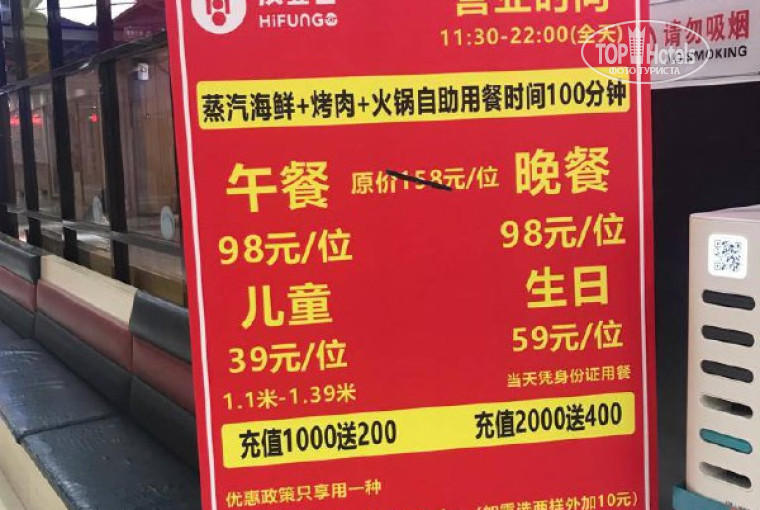 HiFUNG
营业时间
11:30-22:00(全天)
请勿吸烟
NO SMOKING
TOP Hotels
ФОТО ТУРИСТА
蒸汽海鲜+烤肉+火锅自助用餐时间100分钟
午餐 原价158元/位 晚餐
98元/位 98元/位
儿童 生日
39元/位 59元/位
1.1米-1.39米 当天凭身份证用餐
充值1000送200 充值2000送400
优惠政策只享用一种
两样外加10元)